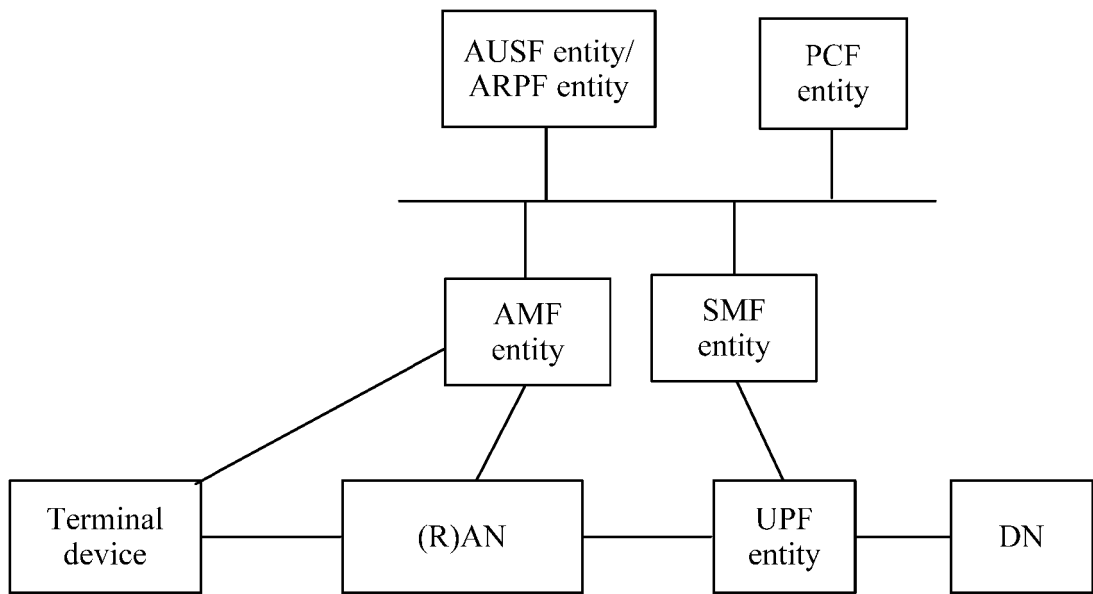 AUSF entity/
ARPF entity
PCF
entity
AMF
entity
SMF
entity
Terminal
device
(R)AN
UPF
entity
DN